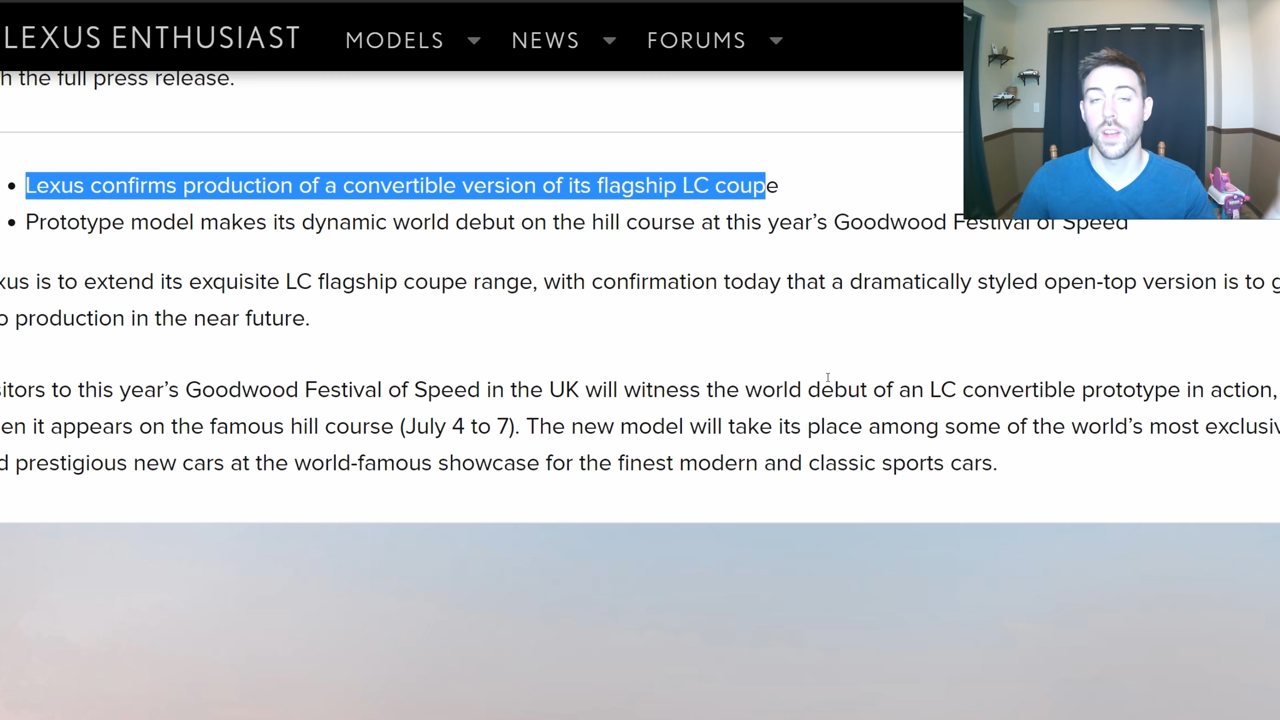 LEXUS ENTHUSIAST MODELS NEWS FORUMS
h the full press release.
• Lexus confirms production of a convertible version of its flagship LC coupe
• Prototype model makes its dynamic world debut on the hill course at this year’s Goodwood Festival of Speed
xus is to extend its exquisite LC flagship coupe range, with confirmation today that a dramatically styled open-top version is to g
o production in the near future.
sitors to this year’s Goodwood Festival of Speed in the UK will witness the world debut of an LC convertible prototype in action,
en it appears on the famous hill course (July 4 to 7). The new model will take its place among some of the world’s most exclusiv
d prestigious new cars at the world-famous showcase for the finest modern and classic sports cars.